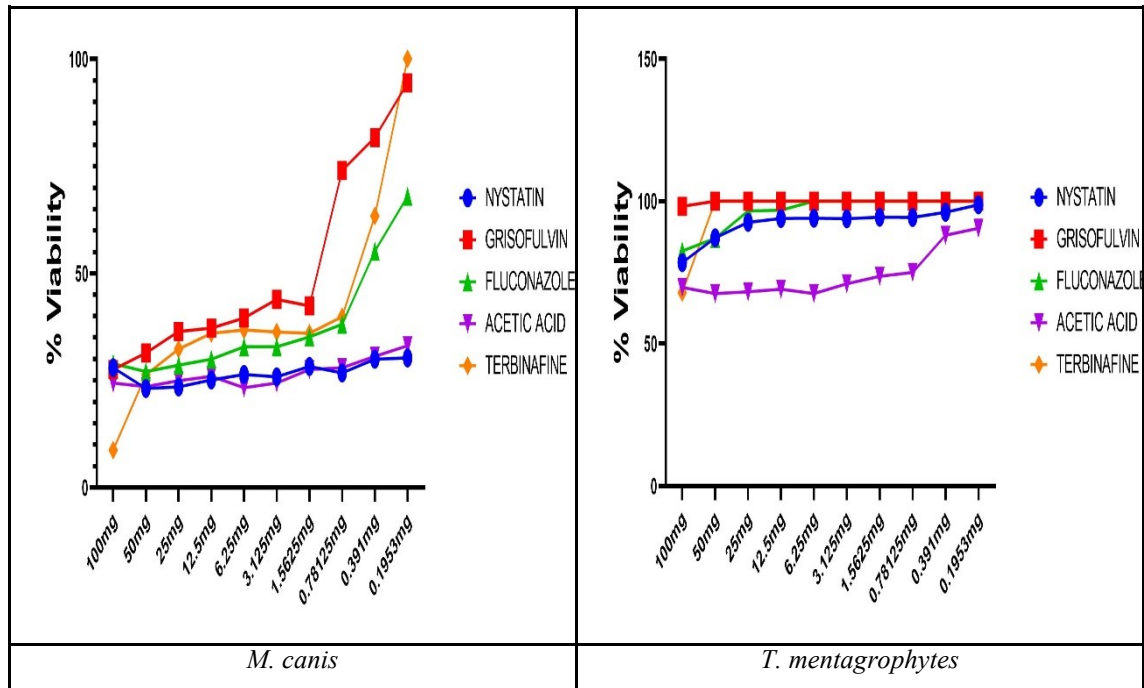 100
50
0
% Viability
NYSTATIN
GRISOFULVIN
FLUCONAZOLE
ACETIC ACID
TERBINAFINE
100mg
50mg
25mg
12.5mg
6.25mg
3.125mg
1.5625mg
0.78125mg
0.391mg
0.1953mg
M. canis
150
100
50
0
% Viability
NYSTATIN
GRISOFULVIN
FLUCONAZOLE
ACETIC ACID
TERBINAFINE
100mg
50mg
25mg
12.5mg
6.25mg
3.125mg
1.5625mg
0.78125mg
0.391mg
0.1953mg
T. mentagrophytes